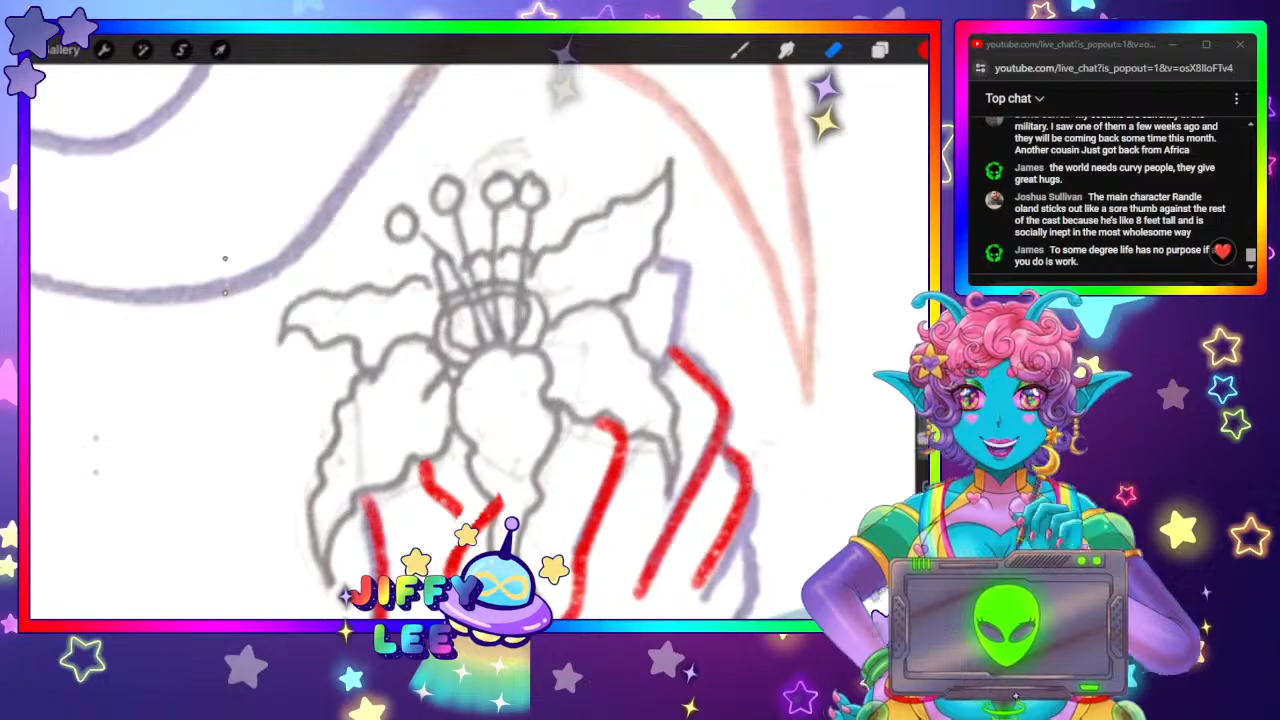 allery
youtube.com/live_chat?is_popout=1&v=o...
youtube.com/live_chat?is_popout=1&v=osX8IloFTv4
Top chat
military. I saw one of them a few weeks ago and
they will be coming back some time this month.
Another cousin Just got back from Africa
James the world needs curvy people, they give
great hugs.
Joshua Sullivan The main character Randle
oland sticks out like a sore thumb against the rest
of the cast because he's like 8 feet tall and is
socially inept in the most wholesome way
James To some degree life has no purpose if
you do is work.
JIFFY
LEE